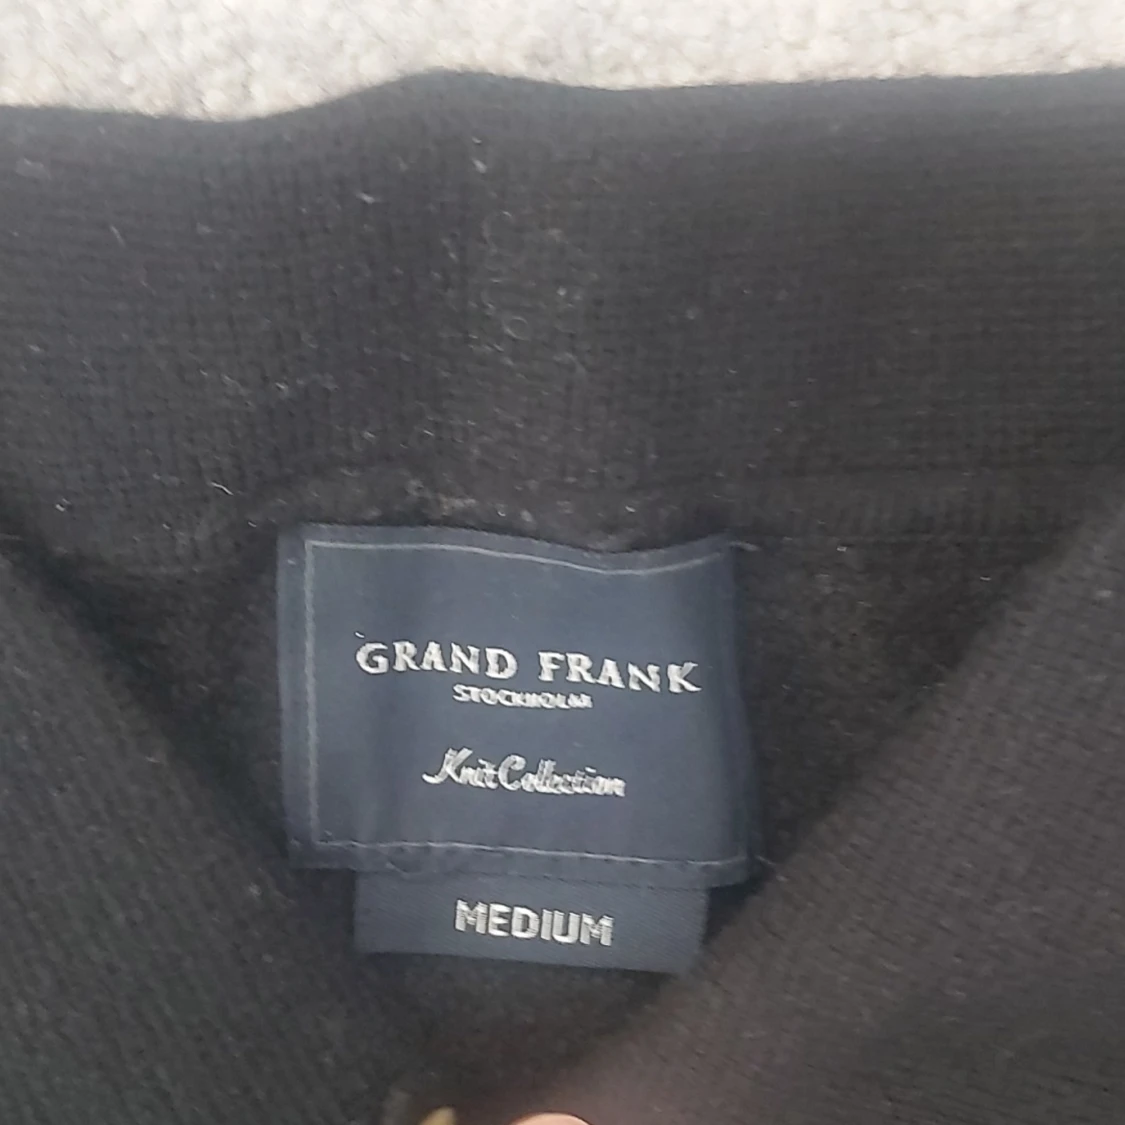 GRAND FRANK
STOCKHOLM
Knit Collection
MEDIUM